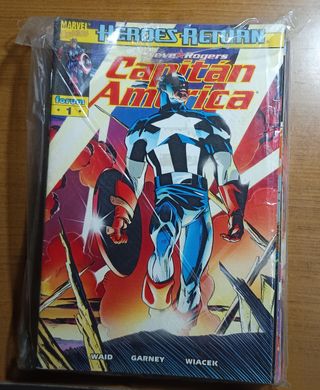 MARVEL
HEROES RETURN
Steve Rogers
Capitán
América
forum
1
WAID GARNEY WIACEK